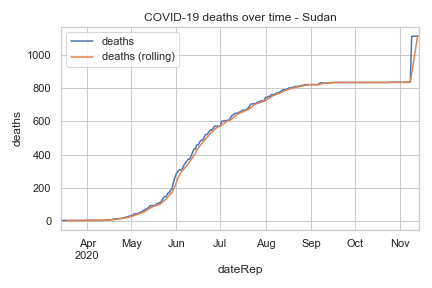 COVID-19 deaths over time - Sudan
deaths
deaths (rolling)
1000
800
600
400
200
0
deaths
Apr May Jun Jul Aug Sep Oct Nov
2020
dateRep